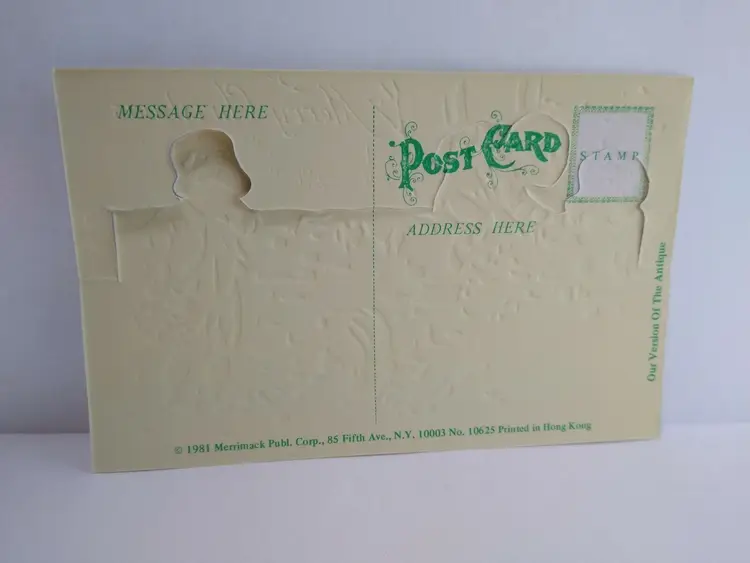 MESSAGE HERE
POST CARD
STAMP
ADDRESS HERE
Our Version Of The Antique
© 1981 Merrimack Publ. Corp., 85 Fifth Ave., N.Y. 10003 No. 10625 Printed in Hong Kong